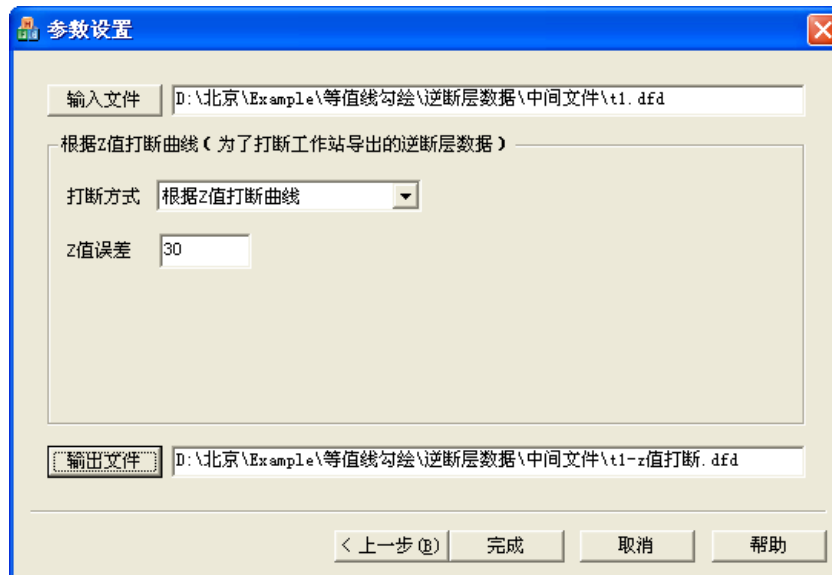 参数设置
输入文件 D:\北京\Example\等值线勾绘\逆断层数据\中间文件\t1.dfd
根据Z值打断曲线(为了打断工作站导出的逆断层数据)
打断方式 根据Z值打断曲线
Z值误差 30
输出文件 D:\北京\Example\等值线勾绘\逆断层数据\中间文件\t1-z值打断.dfd
< 上一步(B) 完成 取消 帮助